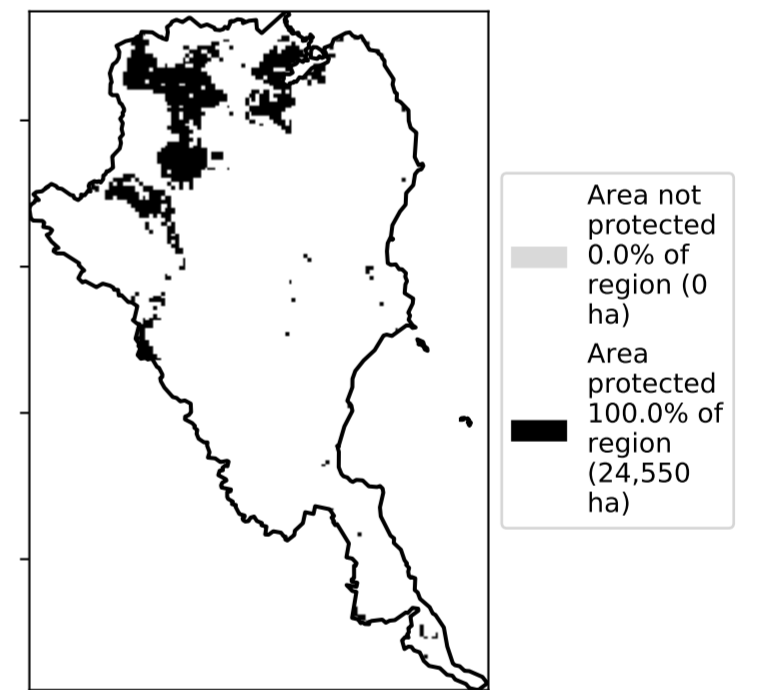 Area not
protected
0.0% of
region (0
ha)
Area
protected
100.0% of
region
(24,550
ha)